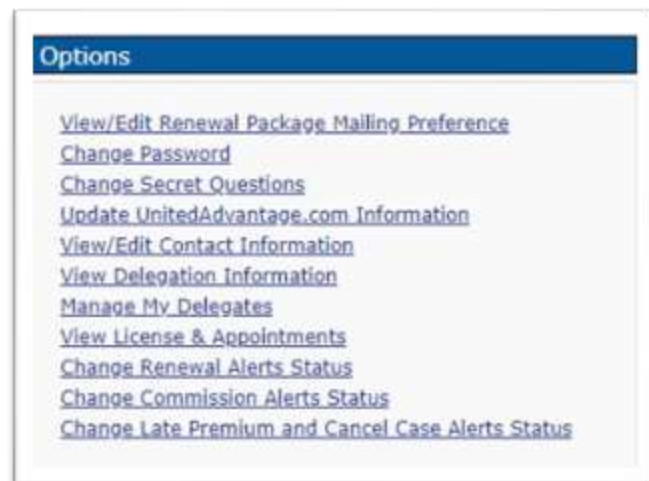 Options
View/Edit Renewal Package Mailing Preference
Change Password
Change Secret Questions
Update UnitedAdvantage.com Information
View/Edit Contact Information
View Delegation Information
Manage My Delegates
View License & Appointments
Change Renewal Alerts Status
Change Commission Alerts Status
Change Late Premium and Cancel Case Alerts Status